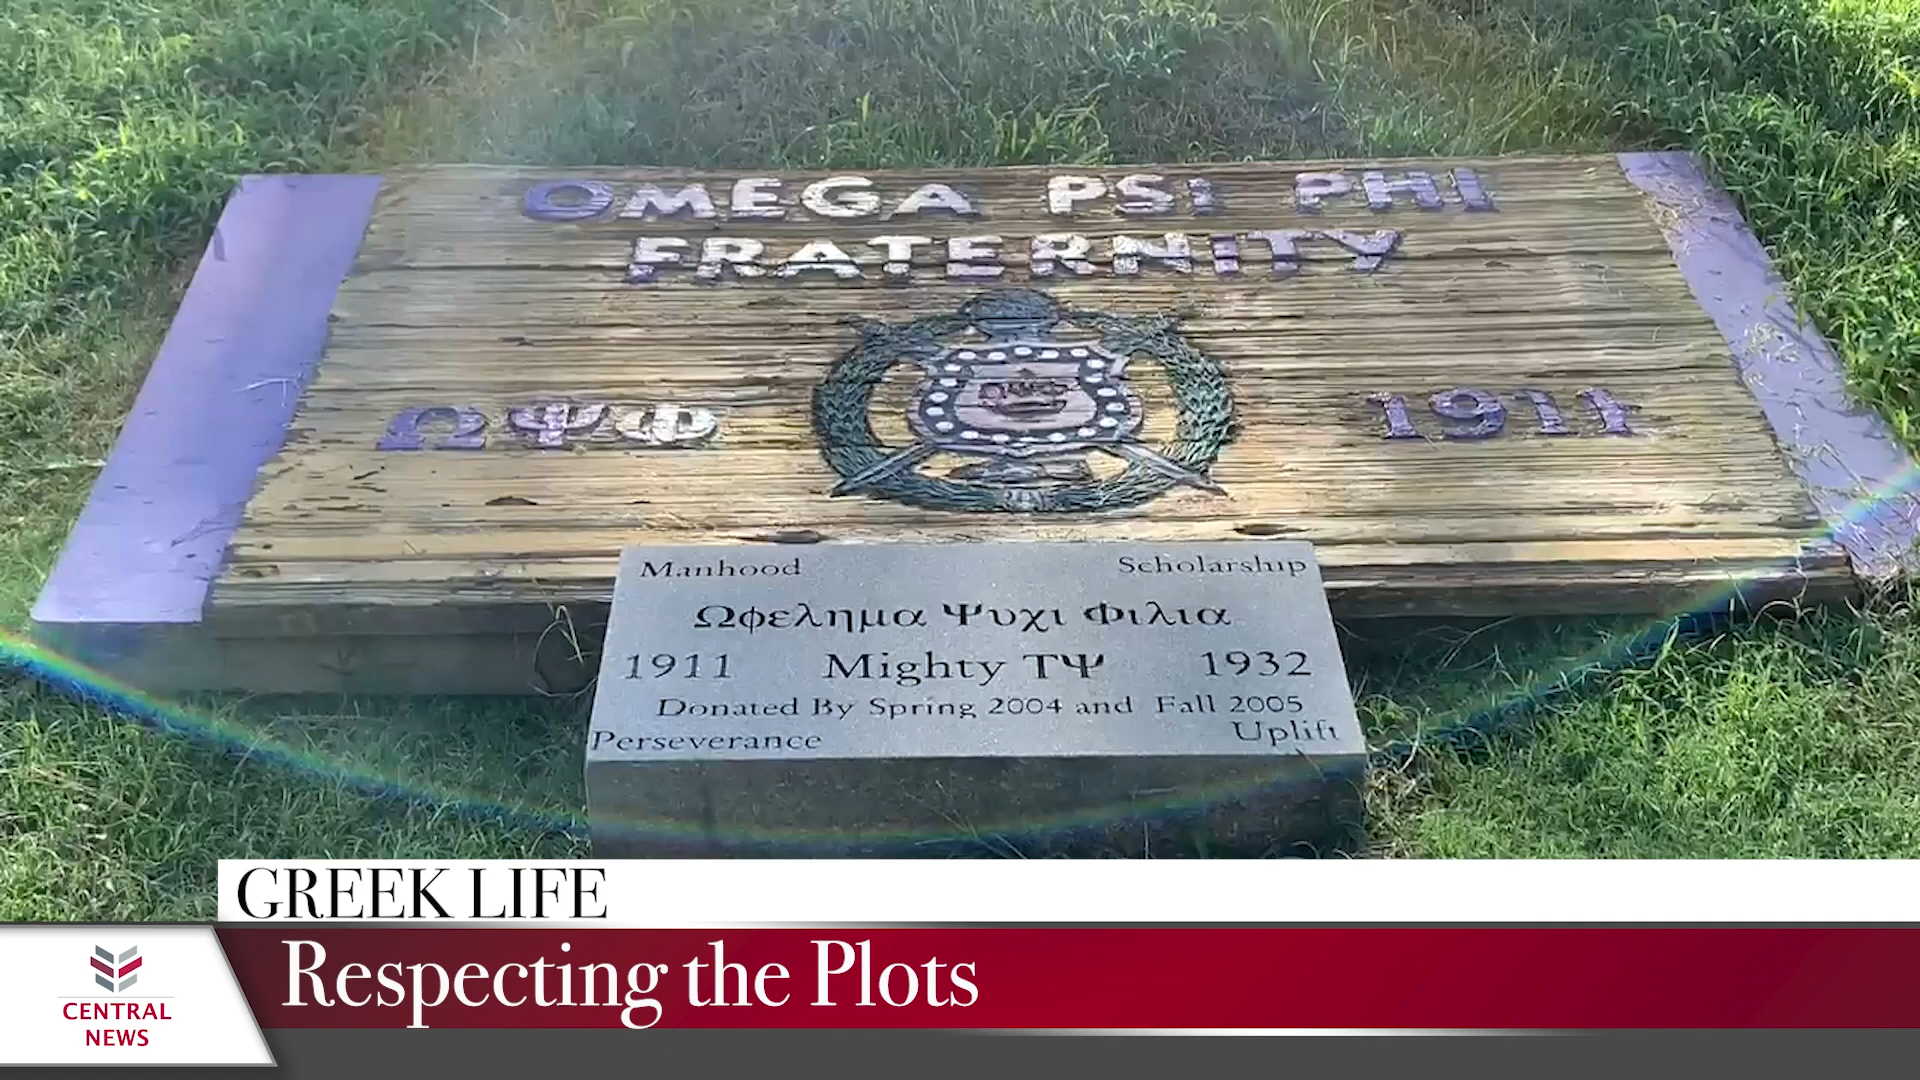 OMEGA PSI PHI
FRATERNITY
ΩΨΦ
1911
Manhood Scholarship
Ωφελημα Ψυχι Φιλια
1911 Mighty ΤΨ 1932
Donated By Spring 2004 and Fall 2005
Perseverance Uplift
GREEK LIFE
Respecting the Plots
CENTRAL
NEWS